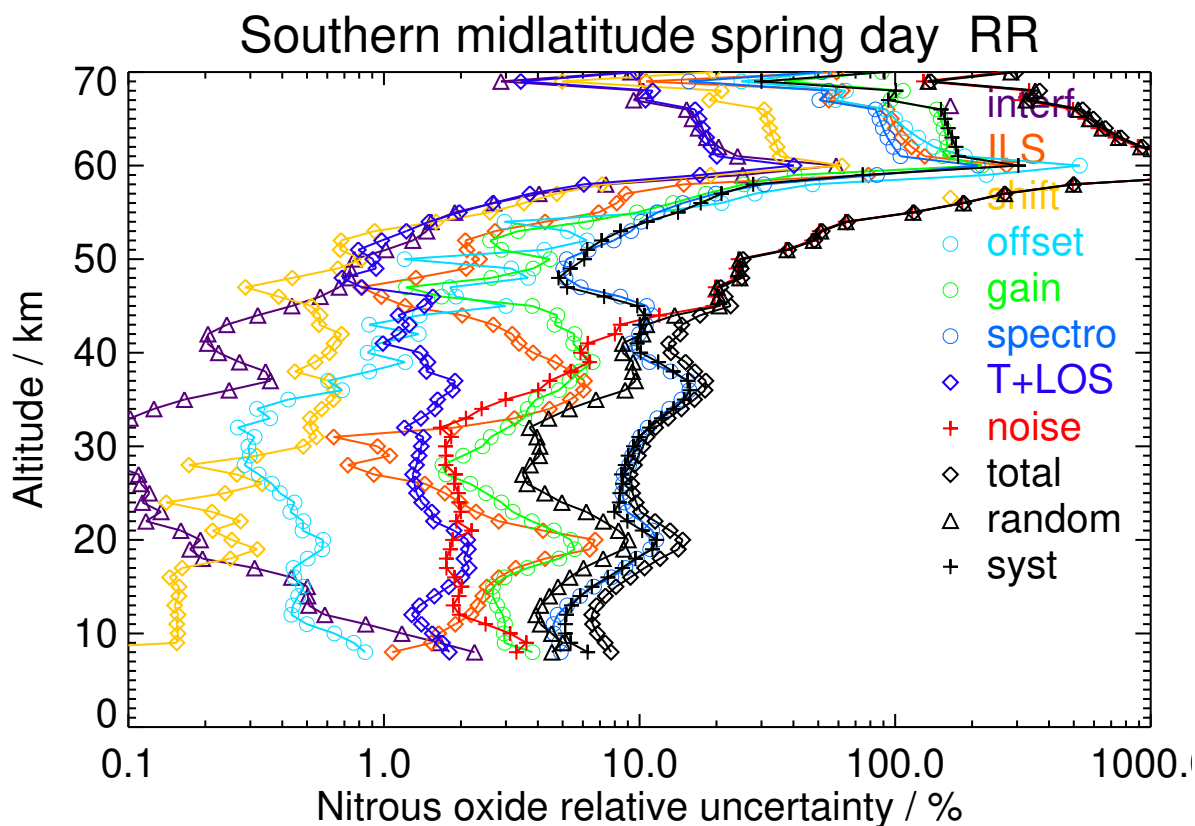 Southern midlatitude spring day RR
70
60
50
40
30
20
10
0
Altitude / km
interf
ILS
shift
offset
gain
spectro
T+LOS
noise
total
random
syst
0.1 1.0 10.0 100.0 1000.0
Nitrous oxide relative uncertainty / %